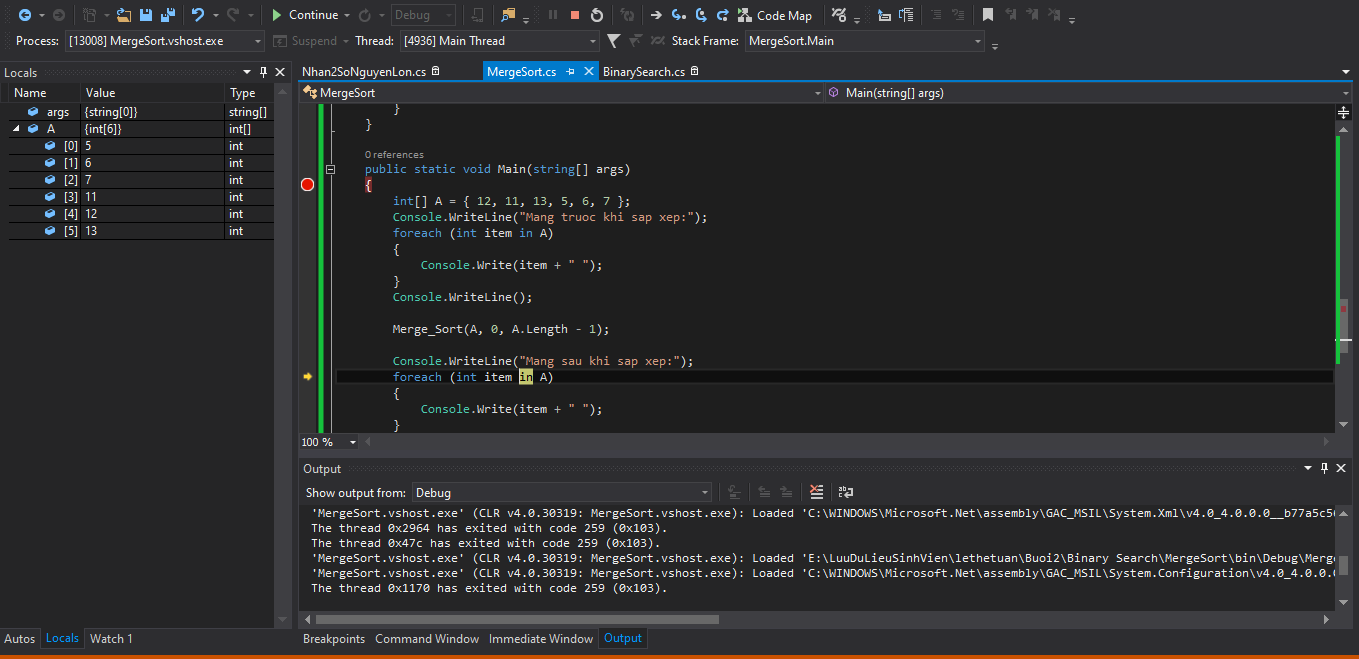 Continue Debug Code Map
Process: [13008] MergeSort.vshost.exe Suspend Thread: [4936] Main Thread Stack Frame: MergeSort.Main
Locals
Name Value Type
args {string[0]} string[]
A {int[6]} int[]
[0] 5 int
[1] 6 int
[2] 7 int
[3] 11 int
[4] 12 int
[5] 13 int
Autos Locals Watch 1
Nhan2SoNguyenLon.cs MergeSort.cs BinarySearch.cs
MergeSort Main(string[] args)
}
}
0 references
public static void Main(string[] args)
{
int[] A = { 12, 11, 13, 5, 6, 7 };
Console.WriteLine("Mang truoc khi sap xep:");
foreach (int item in A)
{
Console.Write(item + " ");
}
Console.WriteLine();
Merge_Sort(A, 0, A.Length - 1);
Console.WriteLine("Mang sau khi sap xep:");
foreach (int item in A)
{
Console.Write(item + " ");
}
100 %
Output
Show output from: Debug
'MergeSort.vshost.exe' (CLR v4.0.30319: MergeSort.vshost.exe): Loaded 'C:\WINDOWS\Microsoft.Net\assembly\GAC_MSIL\System.Xml\v4.0_4.0.0.0__b77a5c56
The thread 0x2964 has exited with code 259 (0x103).
The thread 0x47c has exited with code 259 (0x103).
'MergeSort.vshost.exe' (CLR v4.0.30319: MergeSort.vshost.exe): Loaded 'E:\LuuDuLieuSinhVien\lethetuan\Buoi2\Binary Search\MergeSort\bin\Debug\Merg
'MergeSort.vshost.exe' (CLR v4.0.30319: MergeSort.vshost.exe): Loaded 'C:\WINDOWS\Microsoft.Net\assembly\GAC_MSIL\System.Configuration\v4.0_4.0.0.
The thread 0x1170 has exited with code 259 (0x103).
Breakpoints Command Window Immediate Window Output